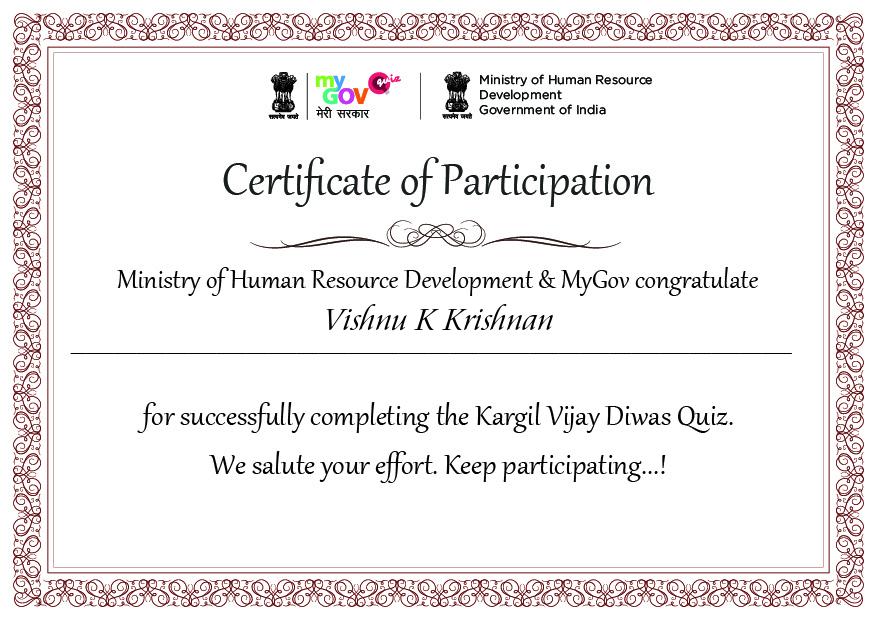 सत्यमेव जयते
my
GOV
quiz
मेरी सरकार
सत्यमेव जयते
Ministry of Human Resource
Development
Government of India
Certificate of Participation
Ministry of Human Resource Development & MyGov congratulate
Vishnu K Krishnan
for successfully completing the Kargil Vijay Diwas Quiz.
We salute your effort. Keep participating...!